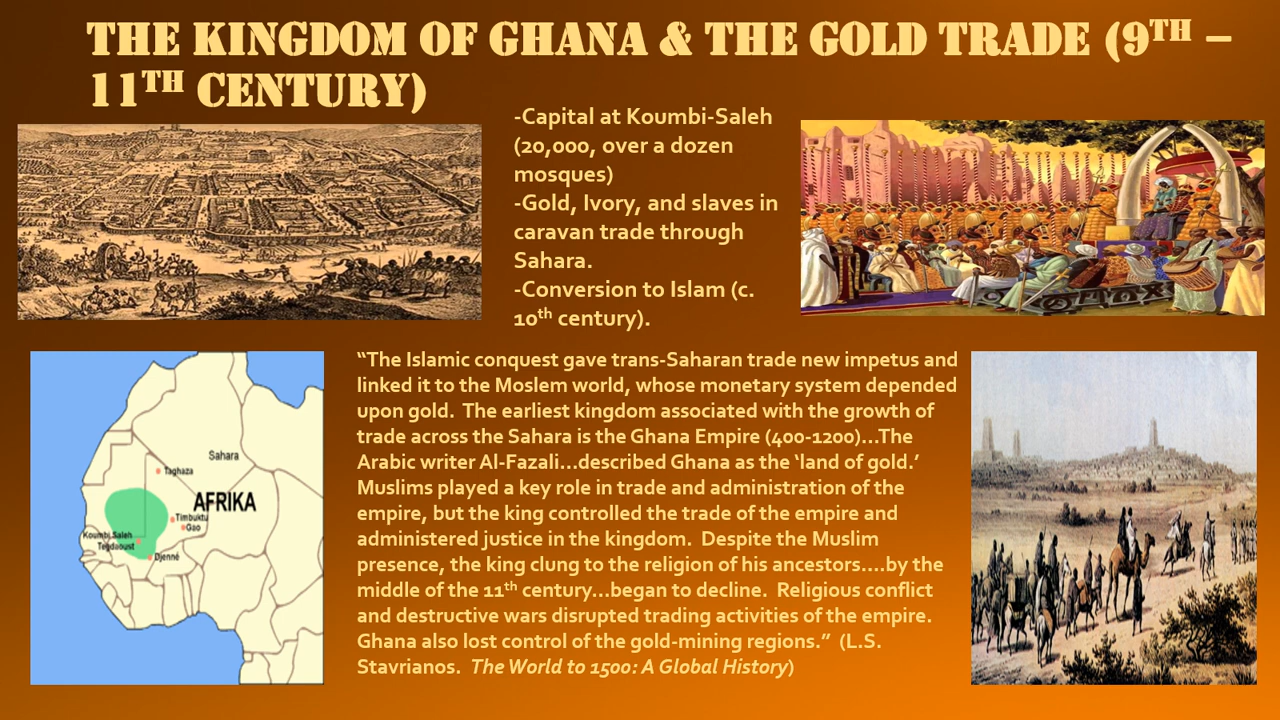 THE KINGDOM OF GHANA & THE GOLD TRADE (9TH –
11TH CENTURY)
-Capital at Koumbi-Saleh
(20,000, over a dozen
mosques)
-Gold, Ivory, and slaves in
caravan trade through
Sahara.
-Conversion to Islam (c.
10th century).
Sahara
Taghaza
AFRIKA
Timbuktu
Gao
Koumbi Saleh
Tegdaoust
Djenné
“The Islamic conquest gave trans-Saharan trade new impetus and
linked it to the Moslem world, whose monetary system depended
upon gold. The earliest kingdom associated with the growth of
trade across the Sahara is the Ghana Empire (400-1200)…The
Arabic writer Al-Fazali…described Ghana as the ‘land of gold.’
Muslims played a key role in trade and administration of the
empire, but the king controlled the trade of the empire and
administered justice in the kingdom. Despite the Muslim
presence, the king clung to the religion of his ancestors….by the
middle of the 11th century…began to decline. Religious conflict
and destructive wars disrupted trading activities of the empire.
Ghana also lost control of the gold-mining regions.” (L.S.
Stavrianos. The World to 1500: A Global History)